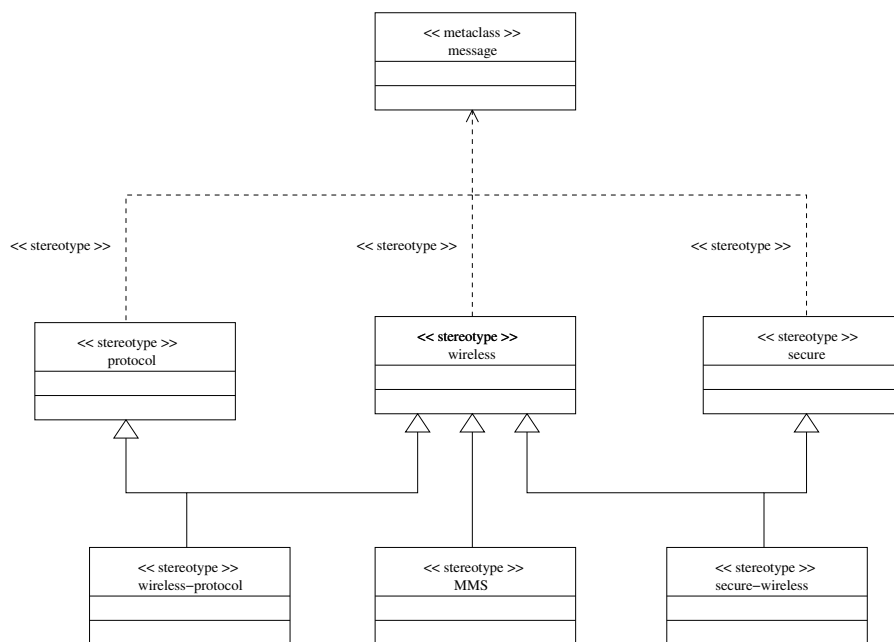 << metaclass >>
message
<< stereotype >>
<< stereotype >>
<< stereotype >>
<< stereotype >>
protocol
<< stereotype >>
wireless
<< stereotype >>
secure
<< stereotype >>
wireless−protocol
<< stereotype >>
MMS
<< stereotype >>
secure−wireless